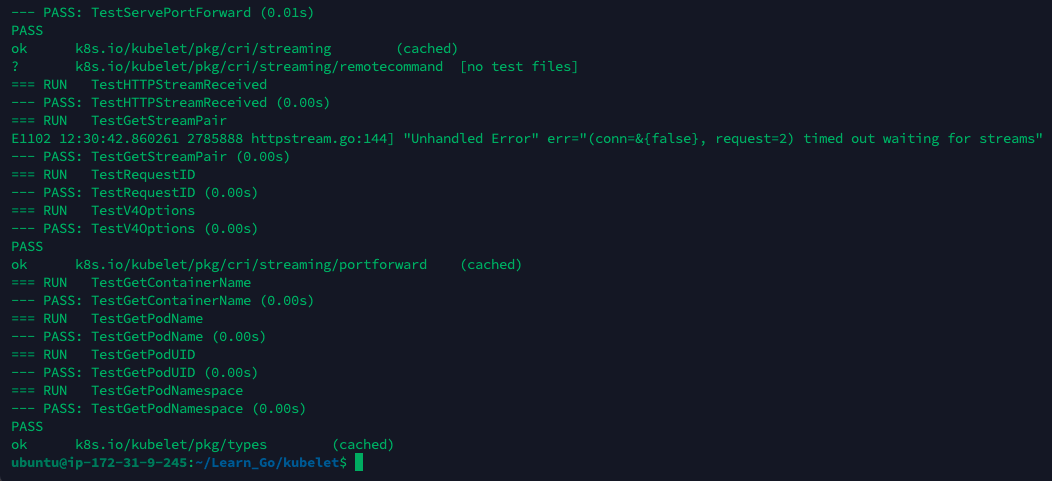 --- PASS: TestServePortForward (0.01s)
PASS
ok      k8s.io/kubelet/pkg/cri/streaming        (cached)
?       k8s.io/kubelet/pkg/cri/streaming/remotecommand  [no test files]
=== RUN   TestHTTPStreamReceived
--- PASS: TestHTTPStreamReceived (0.00s)
=== RUN   TestGetStreamPair
E1102 12:30:42.860261 2785888 httpstream.go:144] "Unhandled Error" err="(conn=&{false}, request=2) timed out waiting for streams"
--- PASS: TestGetStreamPair (0.00s)
=== RUN   TestRequestID
--- PASS: TestRequestID (0.00s)
=== RUN   TestV4Options
--- PASS: TestV4Options (0.00s)
PASS
ok      k8s.io/kubelet/pkg/cri/streaming/portforward    (cached)
=== RUN   TestGetContainerName
--- PASS: TestGetContainerName (0.00s)
=== RUN   TestGetPodName
--- PASS: TestGetPodName (0.00s)
=== RUN   TestGetPodUID
--- PASS: TestGetPodUID (0.00s)
=== RUN   TestGetPodNamespace
--- PASS: TestGetPodNamespace (0.00s)
PASS
ok      k8s.io/kubelet/pkg/types        (cached)
ubuntu@ip-172-31-9-245:~/Learn_Go/kubelet$